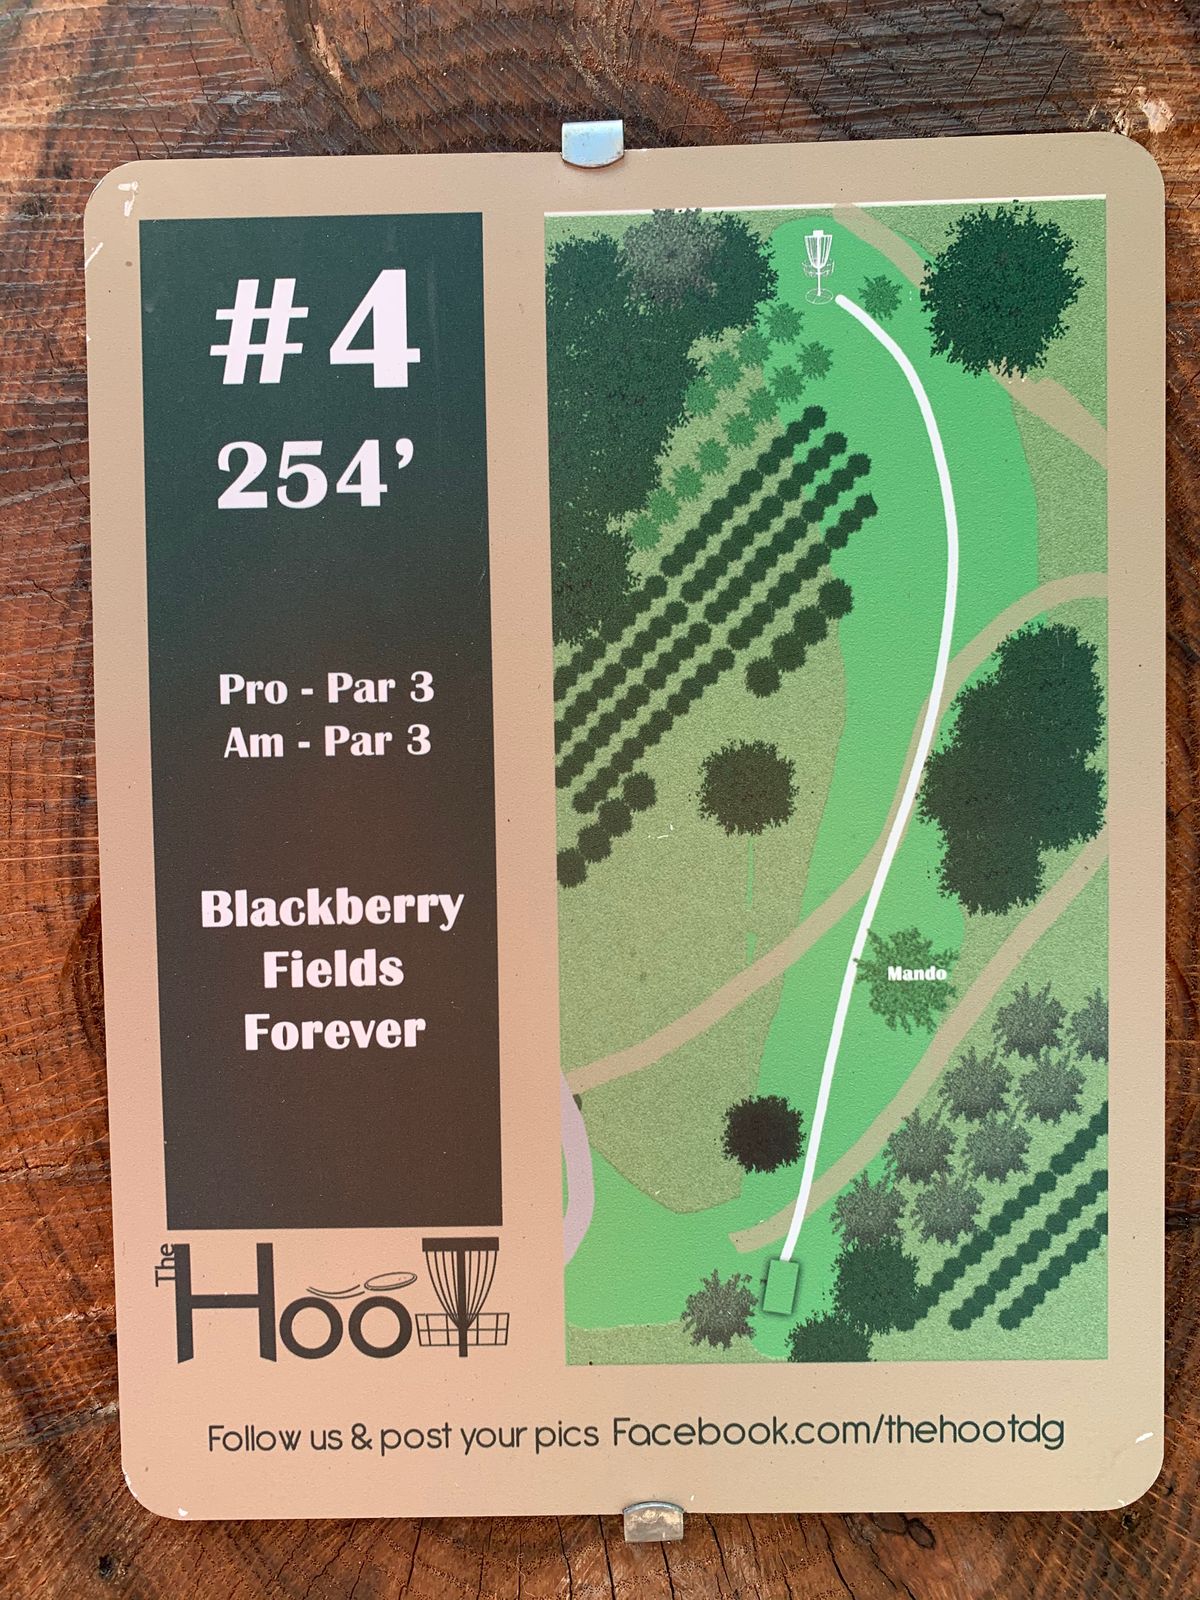 #4
254’
Pro - Par 3
Am - Par 3
Blackberry
Fields
Forever
Mando
The HooT
Follow us & post your pics Facebook.com/thehootdg